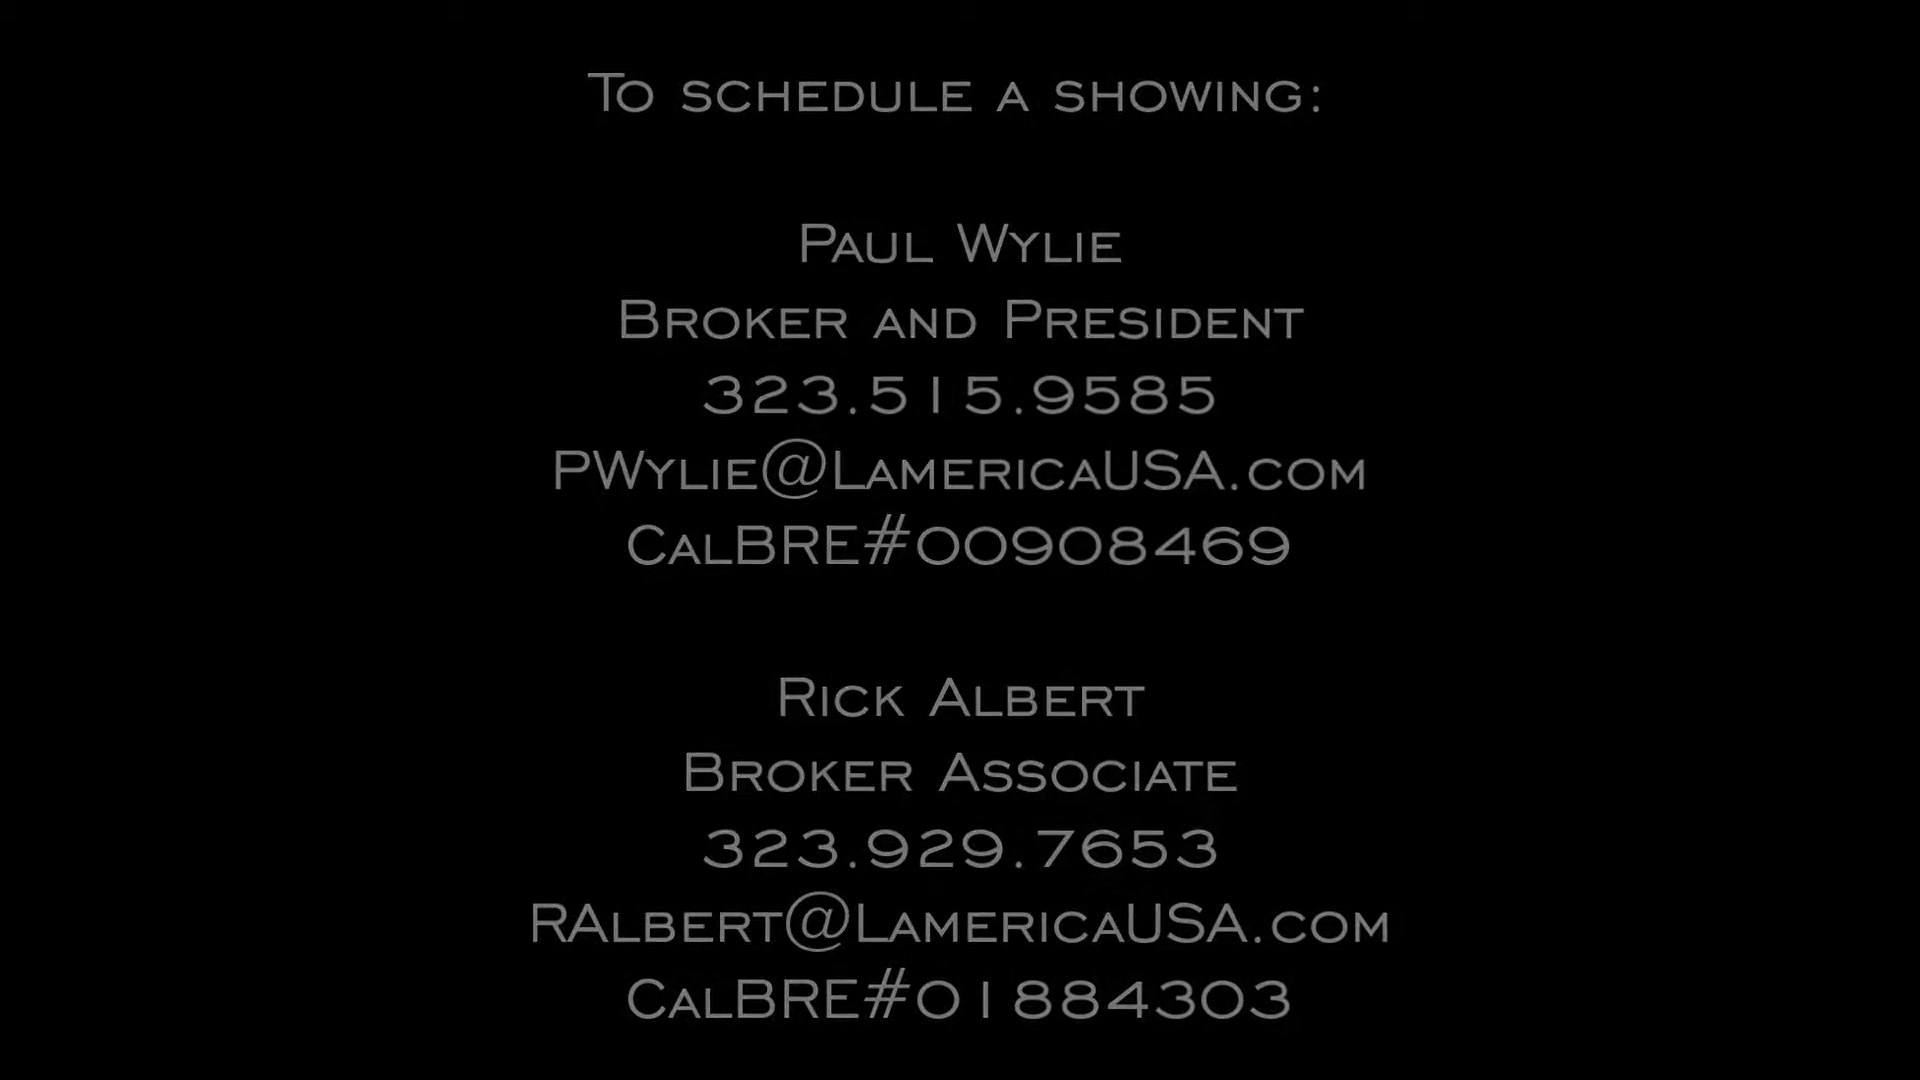 To schedule a showing:
Paul Wylie
Broker and President
323.515.9585
PWylie@LamericaUSA.com
CalBRE#00908469
Rick Albert
Broker Associate
323.929.7653
RAlbert@LamericaUSA.com
CalBRE#01884303